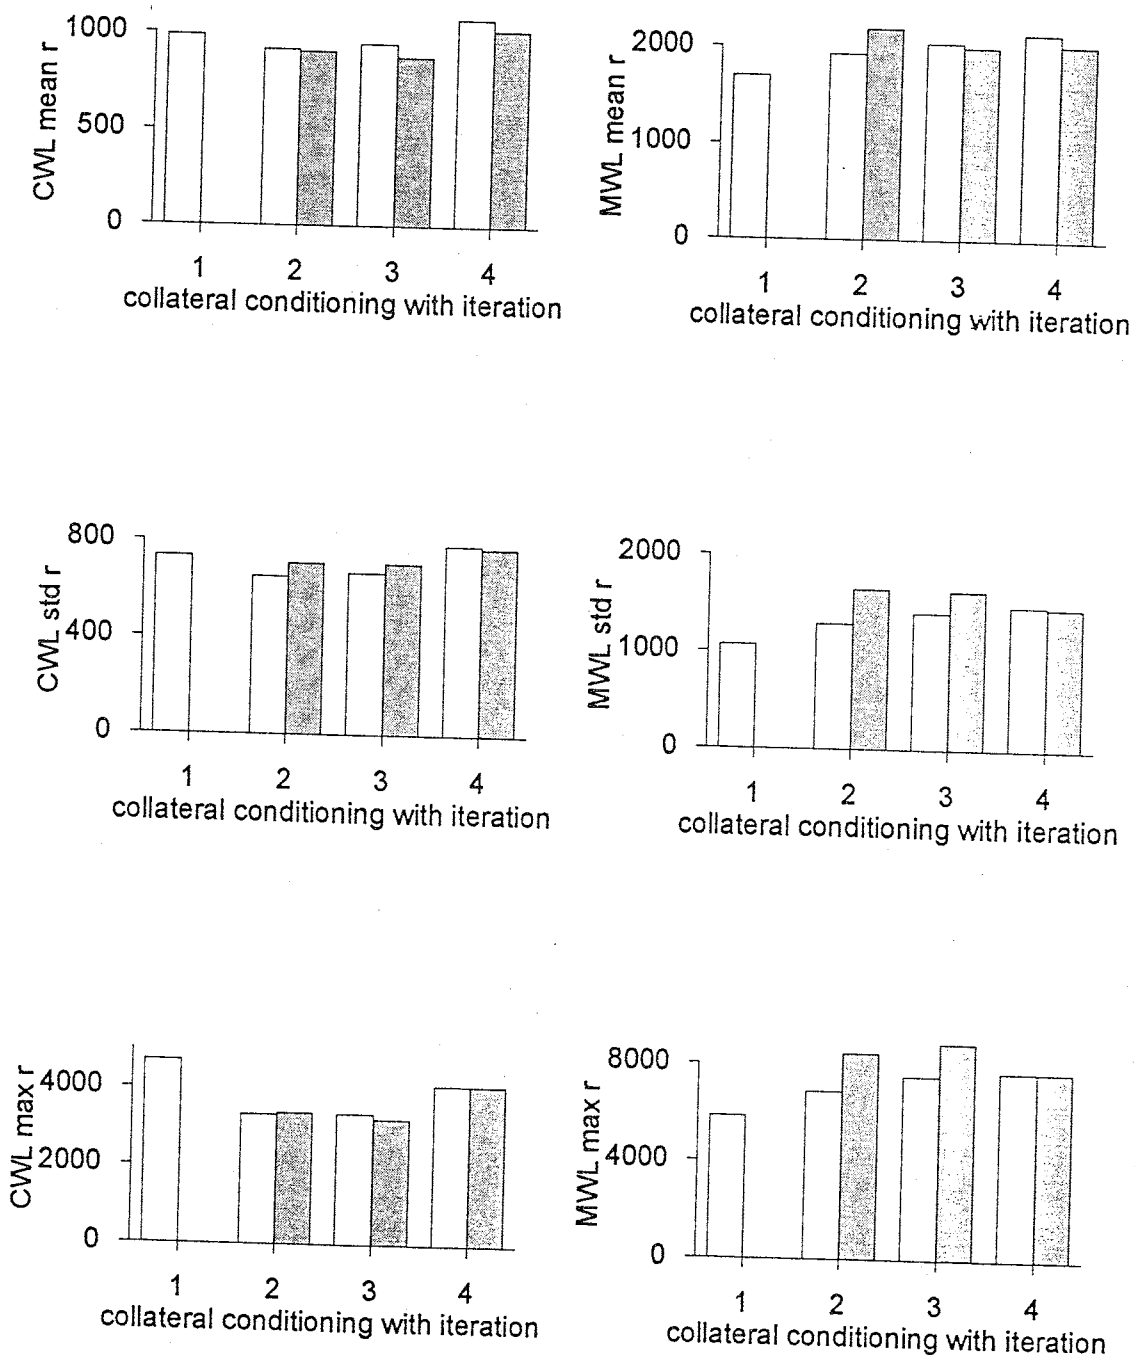 CWL mean r
1000
500
0
1 2 3 4
collateral conditioning with iteration
MWL mean r
2000
1000
0
1 2 3 4
collateral conditioning with iteration
CWL std r
800
400
0
1 2 3 4
collateral conditioning with iteration
MWL std r
2000
1000
0
1 2 3 4
collateral conditioning with iteration
CWL max r
4000
2000
0
1 2 3 4
collateral conditioning with iteration
MWL max r
8000
4000
0
1 2 3 4
collateral conditioning with iteration